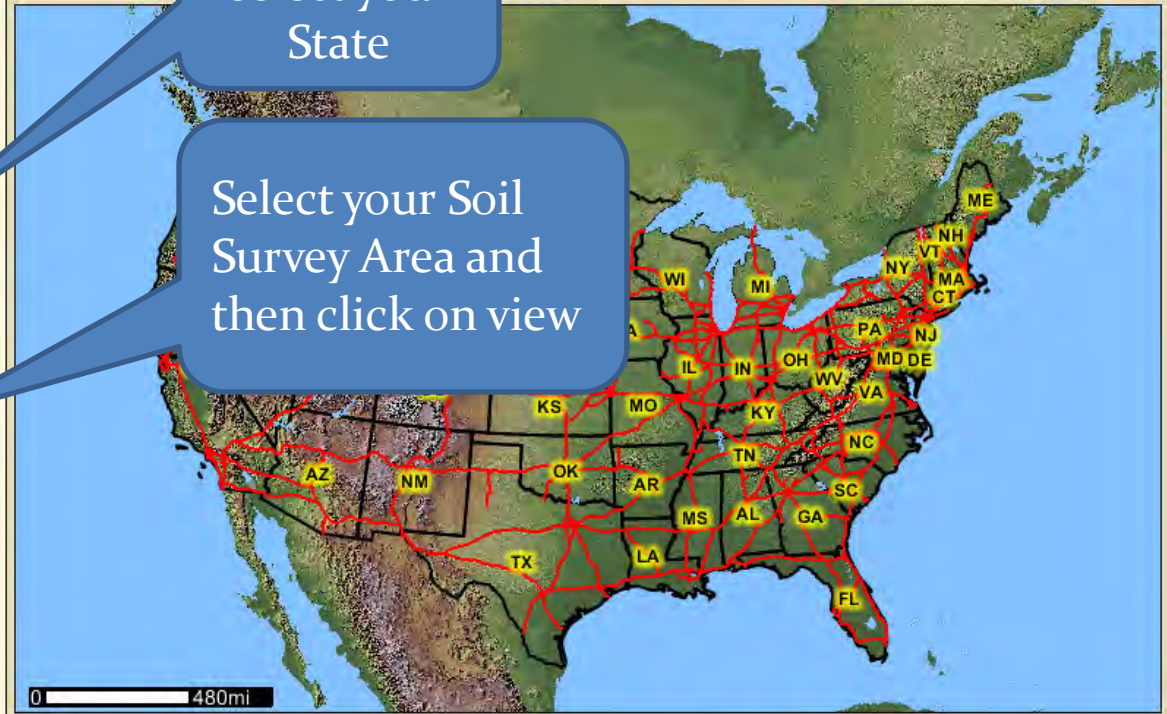 State
Select your Soil
Survey Area and
then click on view
ME
NH
VT
NY
MA
CT
WI
MI
PA
NJ
IL
IN
OH
MD DE
WV
VA
KS
MO
KY
NC
TN
AZ
NM
OK
AR
SC
MS
AL
GA
TX
LA
FL
0 480mi